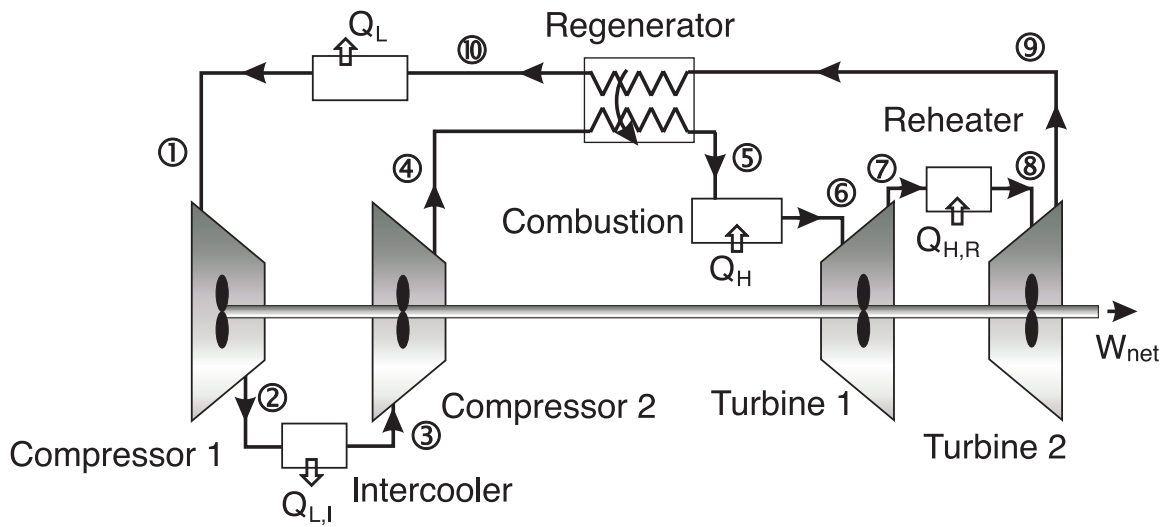 Q_L
Regenerator
⑩
⑨
Reheater
①
④
⑤
⑦
⑧
⑥
Combustion
Q_H
Q_H,R
W_net
②
③
Compressor 2
Turbine 1
Turbine 2
Compressor 1
Intercooler
Q_L,I